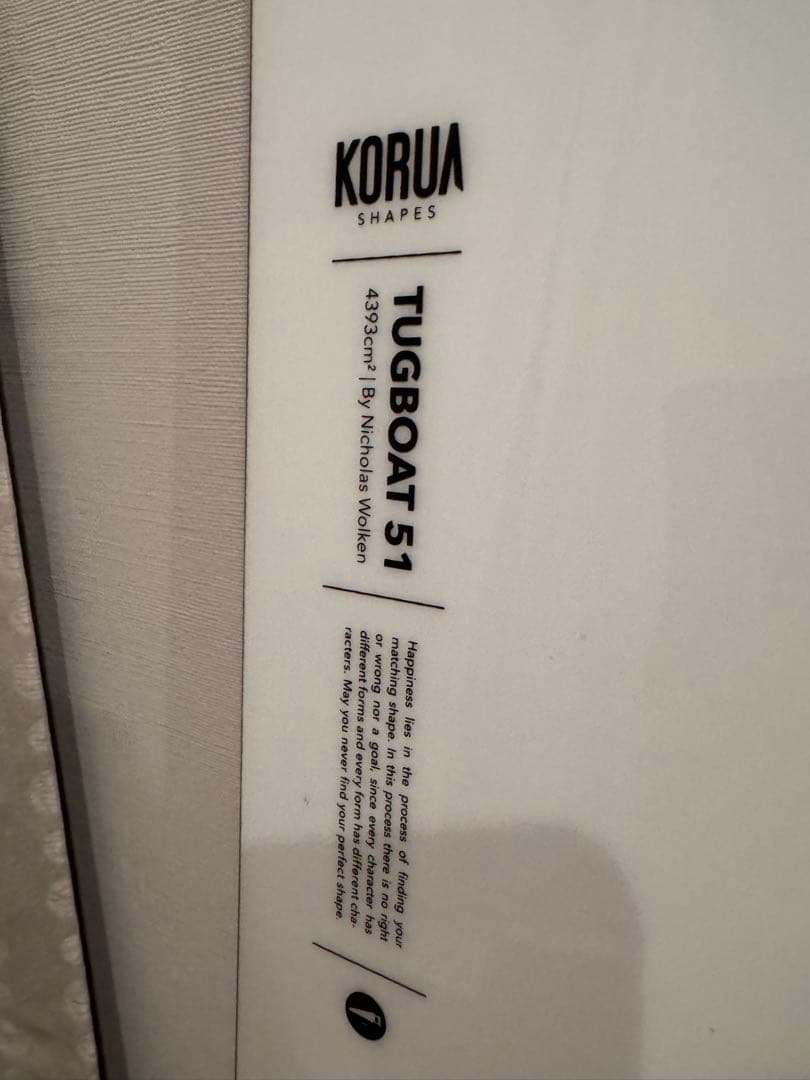 KORUA
SHAPES
TUGBOAT 51
4393cm² | By Nicholas Wolken
Happiness lies in the process of finding your
matching shape. In this process there is no right
or wrong nor a goal, since every character has
different forms and every form has different cha-
racters. May you never find your perfect shape.